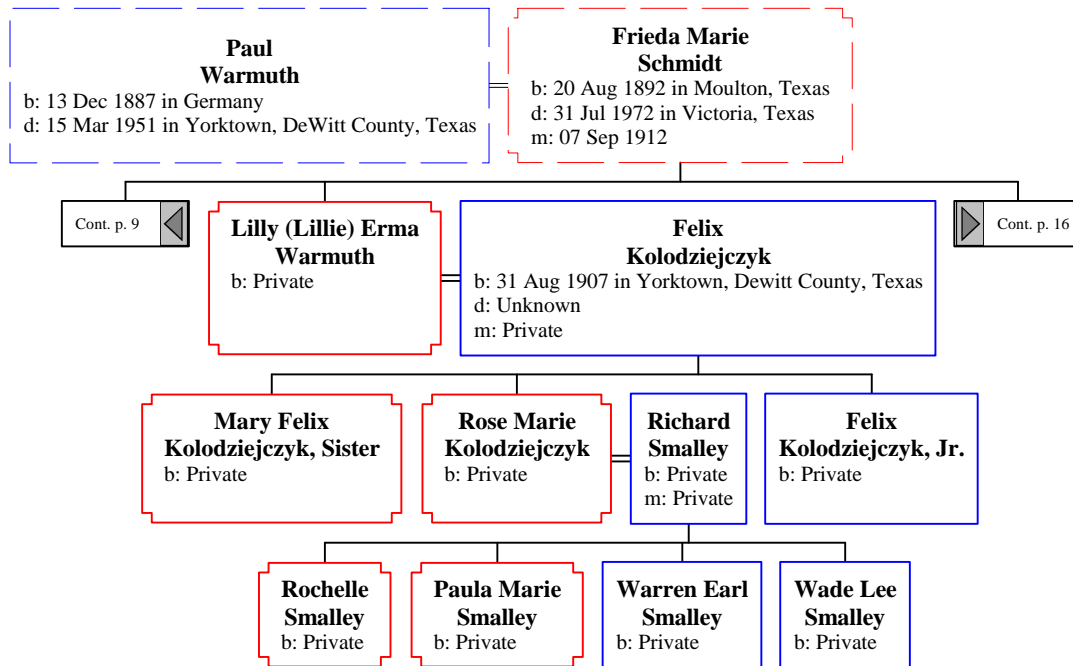 Paul
Warmuth
b: 13 Dec 1887 in Germany
d: 15 Mar 1951 in Yorktown, DeWitt County, Texas
Frieda Marie
Schmidt
b: 20 Aug 1892 in Moulton, Texas
d: 31 Jul 1972 in Victoria, Texas
m: 07 Sep 1912
Cont. p. 9
Lilly (Lillie) Erma
Warmuth
b: Private
Felix
Kolodziejczyk
b: 31 Aug 1907 in Yorktown, Dewitt County, Texas
d: Unknown
m: Private
Cont. p. 16
Mary Felix
Kolodziejczyk, Sister
b: Private
Rose Marie
Kolodziejczyk
b: Private
Richard
Smalley
b: Private
m: Private
Felix
Kolodziejczyk, Jr.
b: Private
Rochelle
Smalley
b: Private
Paula Marie
Smalley
b: Private
Warren Earl
Smalley
b: Private
Wade Lee
Smalley
b: Private